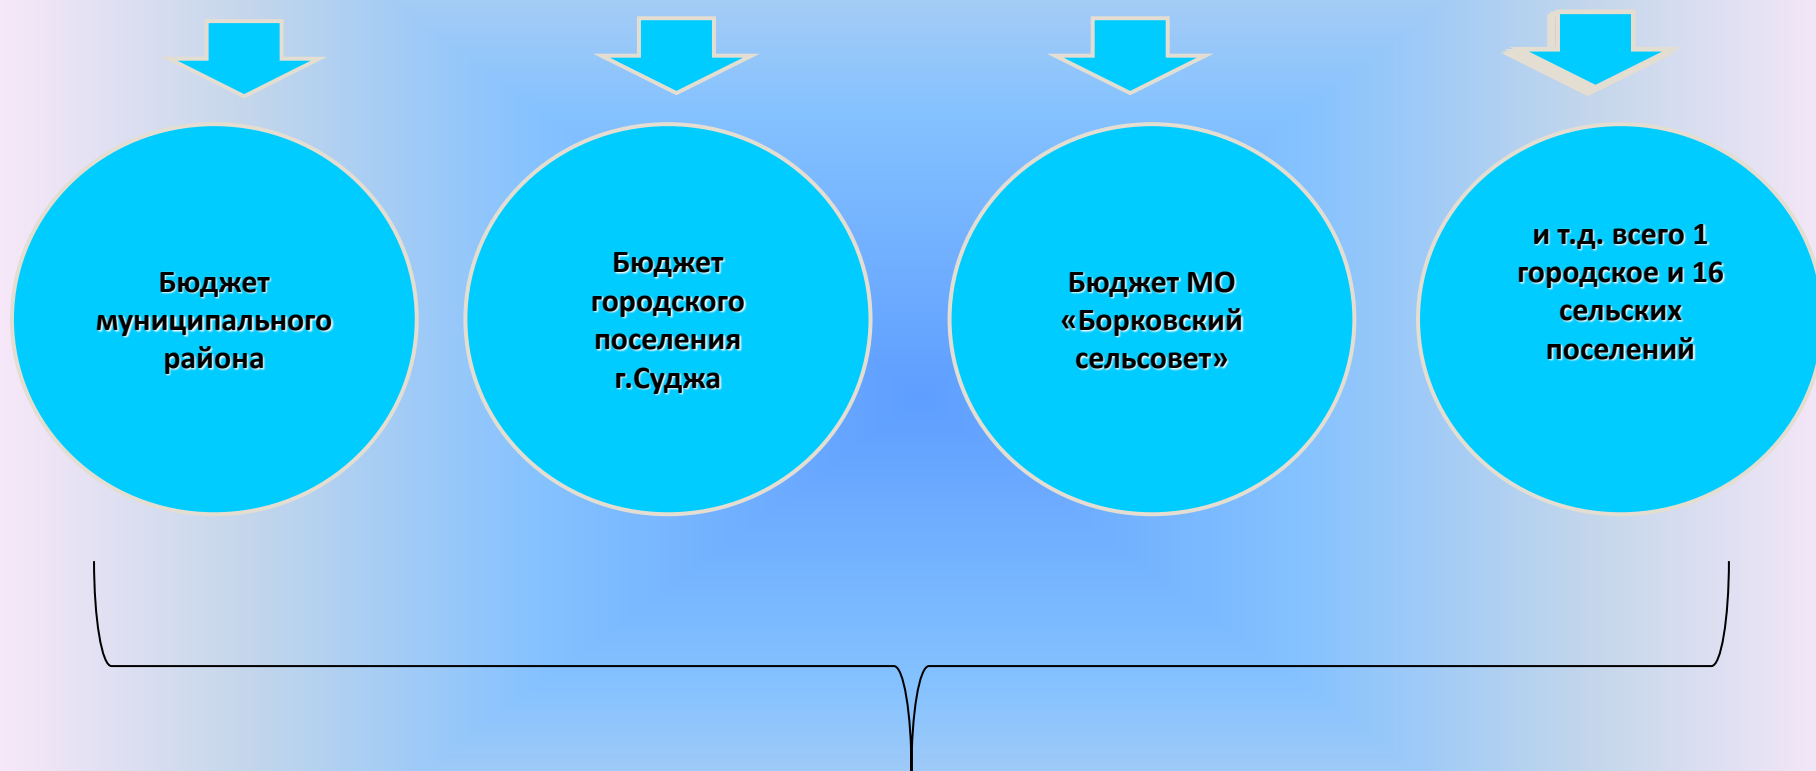 Бюджет
муниципального
района
Бюджет
городского
поселения
г.Суджа
Бюджет МО
«Борковский
сельсовет»
и т.д. всего 1
городское и 16
сельских
поселений